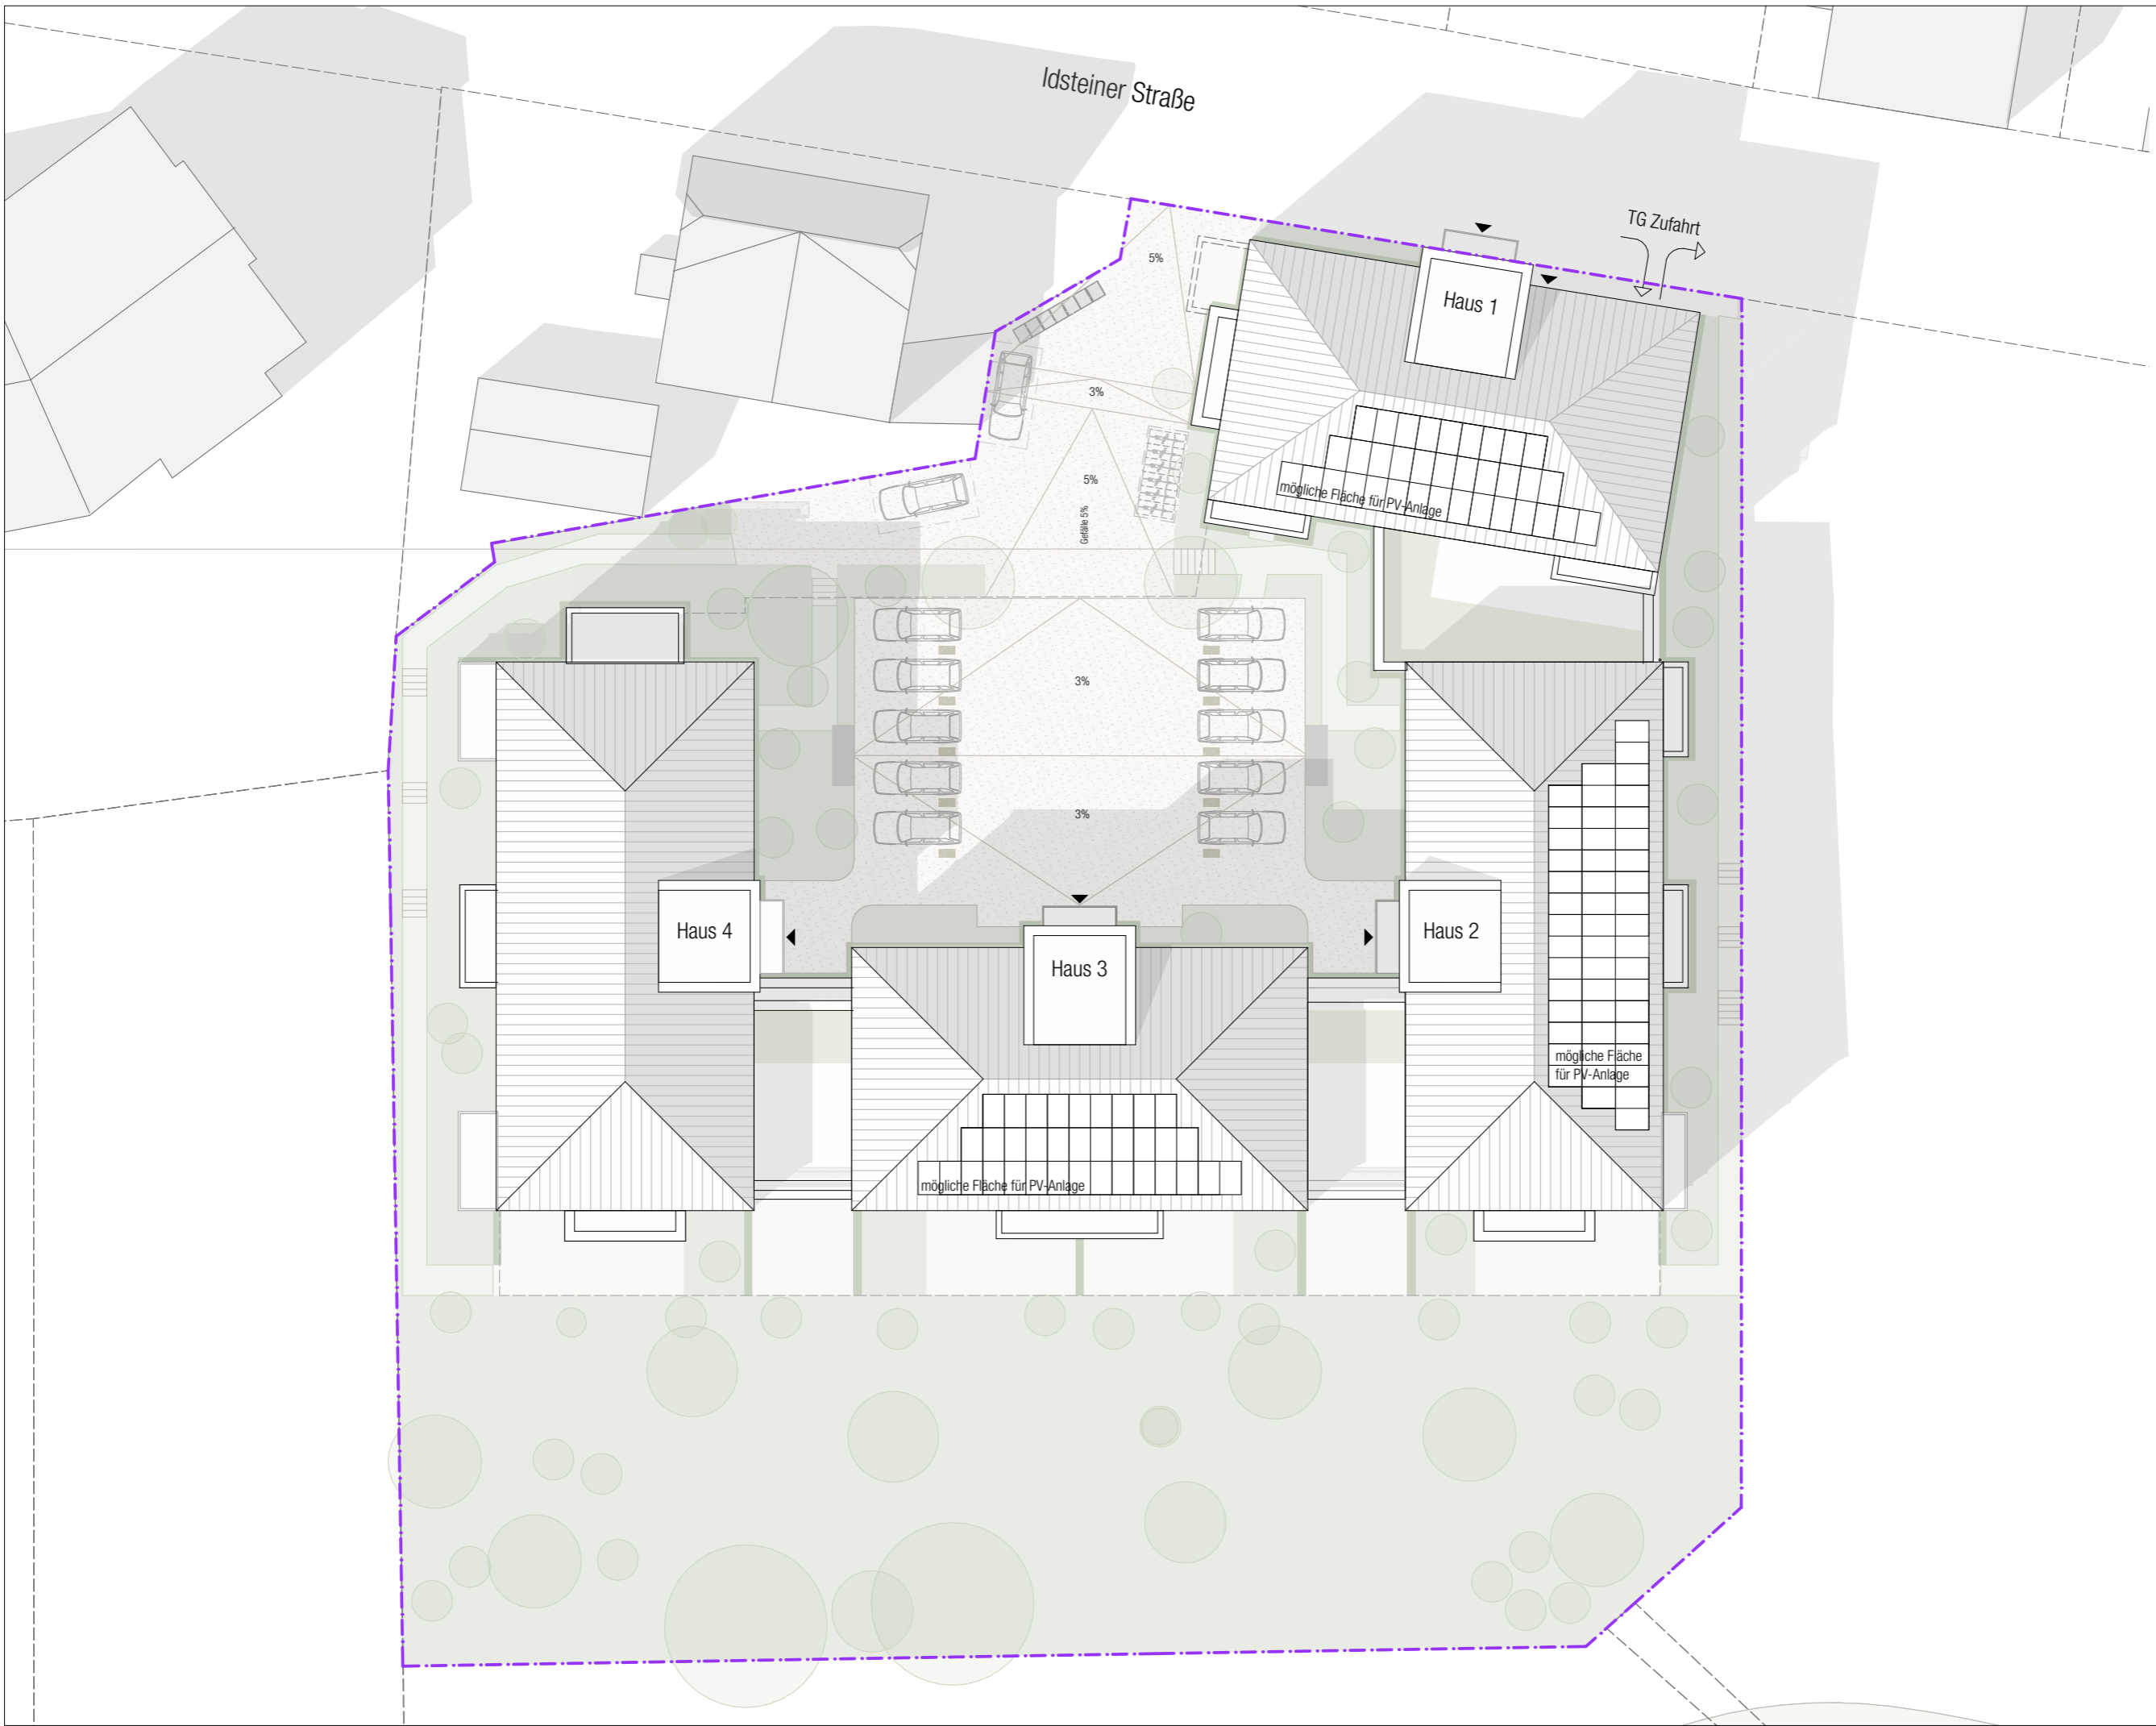 Idsteiner Straße
TG Zufahrt
5%
Haus 1
3%
5%
mögliche Fläche für PV-Anlage
Gefälle 5%
3%
3%
Haus 4
Haus 2
Haus 3
mögliche Fläche
für PV-Anlage
mögliche Fläche für PV-Anlage